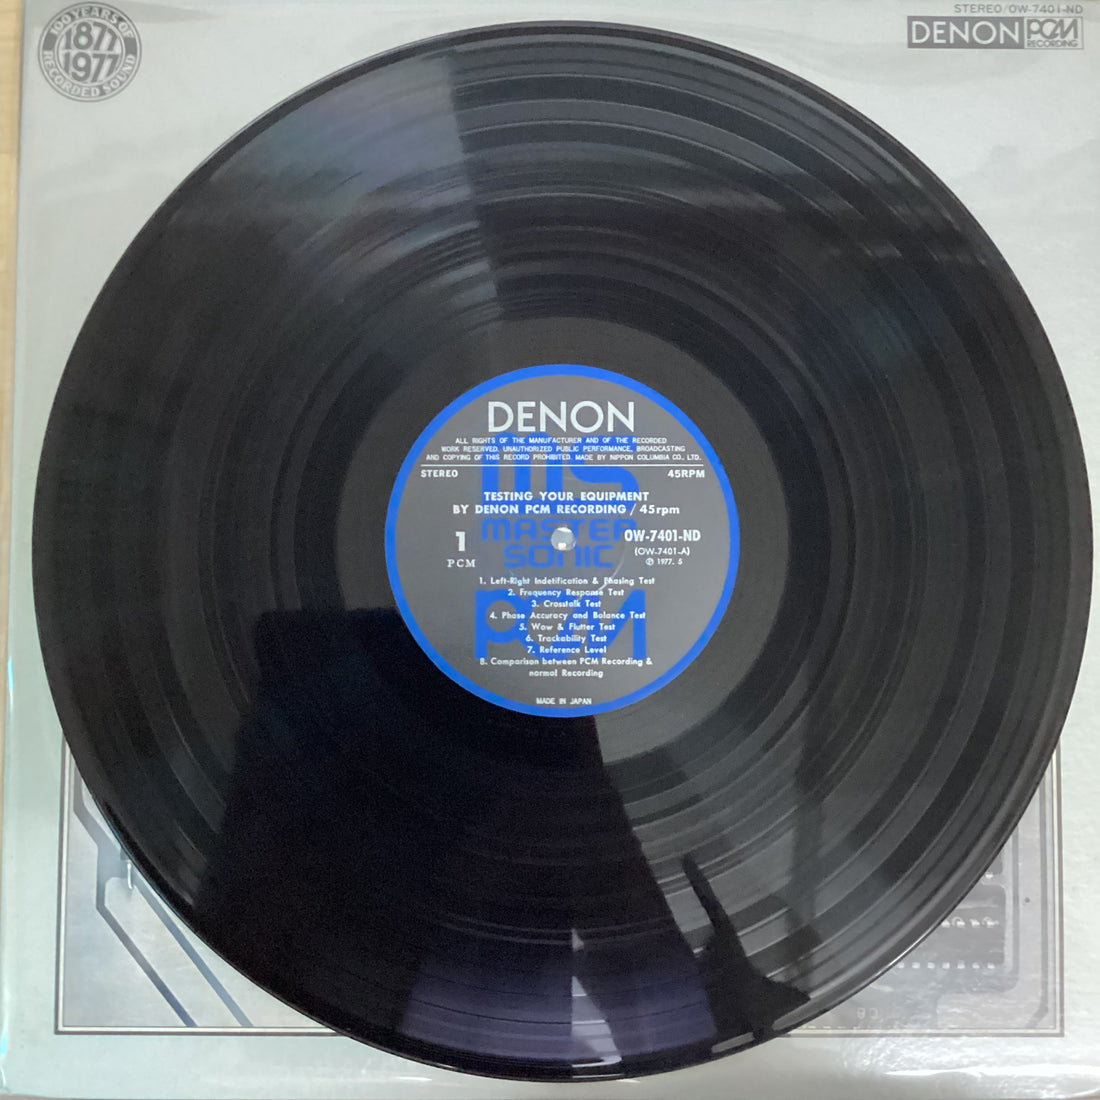 100 YEARS OF
1877
1977
RECORDED SOUND
STEREO/OW-7401-ND
DENON PCM
RECORDING
DENON
ALL RIGHTS OF THE MANUFACTURER AND OF THE RECORDED
WORK RESERVED. UNAUTHORIZED PUBLIC PERFORMANCE, BROADCASTING
AND COPYING OF THIS RECORD PROHIBITED. MADE BY NIPPON COLUMBIA CO., LTD.
STEREO 45RPM
MS
TESTING YOUR EQUIPMENT
BY DENON PCM RECORDING / 45rpm
MASTER
SONIC
1 OW-7401-ND
PCM (OW-7401-A)
℗ 1977. 5
1. Left-Right Indetification & Phasing Test
2. Frequency Response Test
3. Crosstalk Test
4. Phase Accuracy and Balance Test
5. Wow & Flutter Test
6. Trackability Test
7. Reference Level
8. Comparison between PCM Recording &
normal Recording
PCM
MADE IN JAPAN